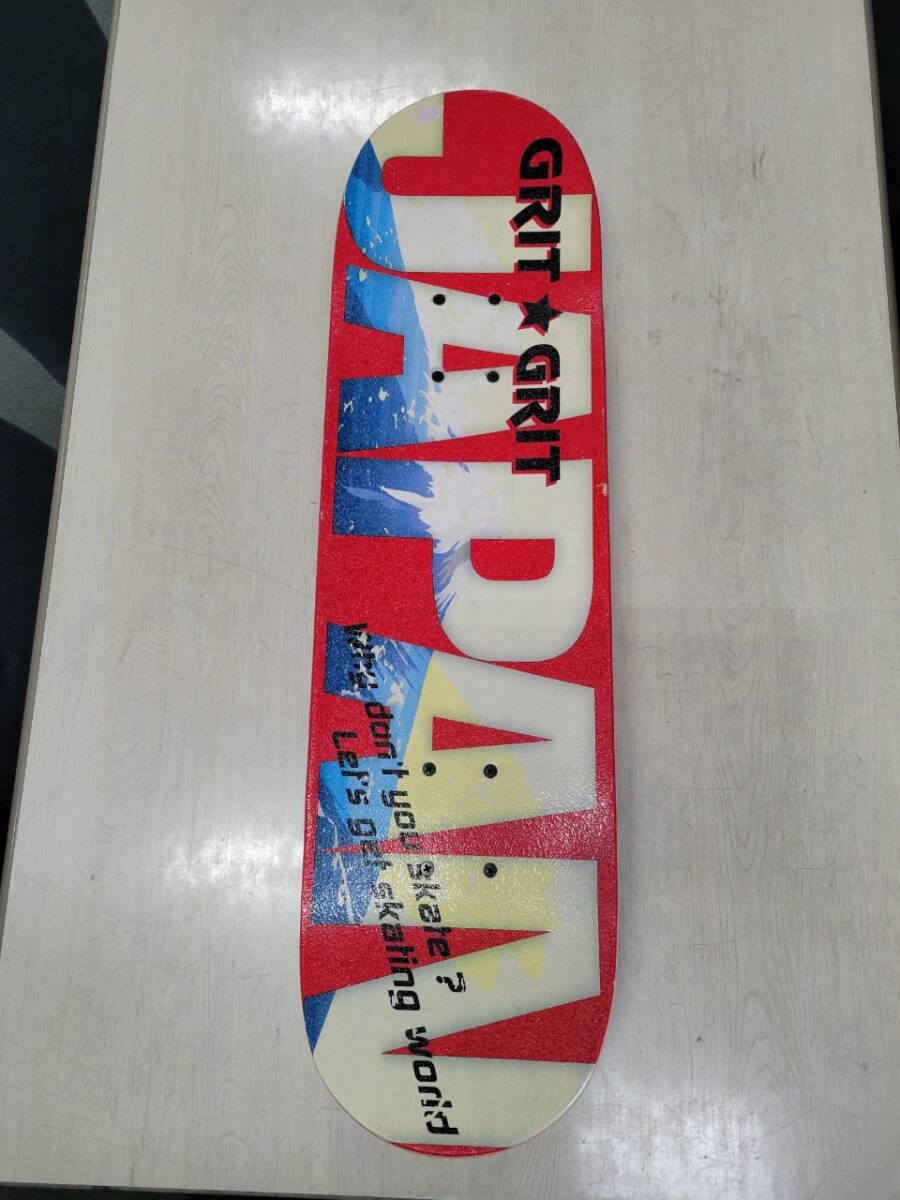 GRIT★GRIT
JAPAN
Why don't you skate?
Let's get skating world